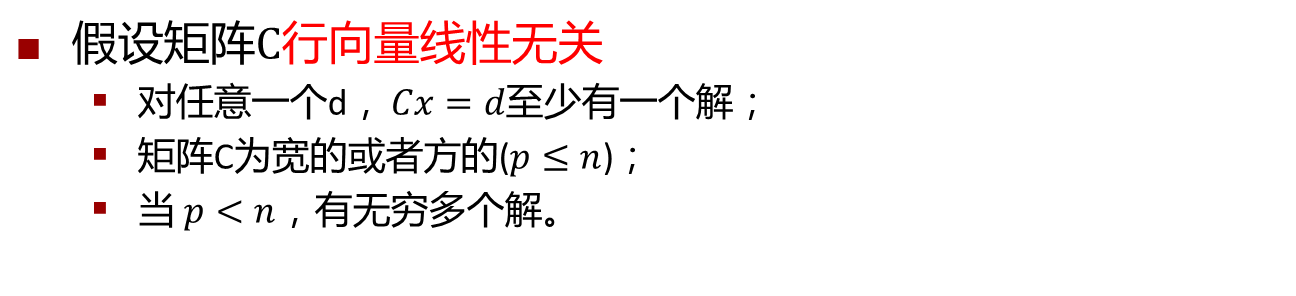 ■ 假设矩阵C行向量线性无关
▪ 对任意一个d，Cx = d至少有一个解；
▪ 矩阵C为宽的或者方的(p ≤ n)；
▪ 当 p < n，有无穷多个解。